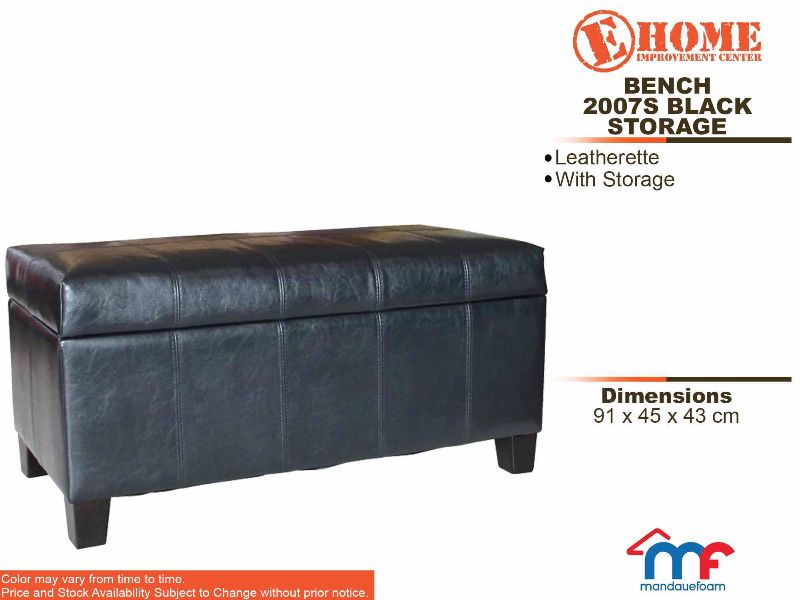 E HOME
IMPROVEMENT CENTER
BENCH
2007S BLACK
STORAGE
•Leatherette
•With Storage
Dimensions
91 x 45 x 43 cm
mf
mandauefoam
Color may vary from time to time.
Price and Stock Availability Subject to Change without prior notice.